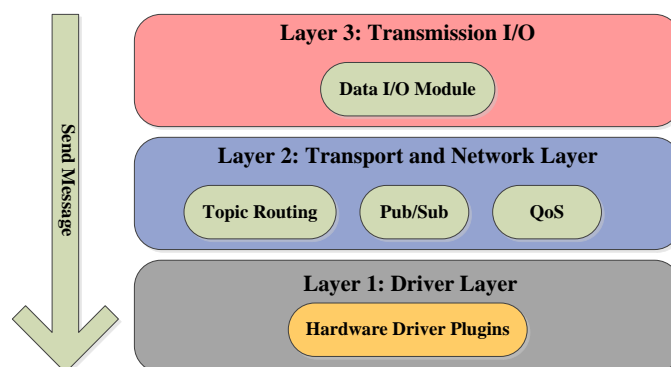 Send Message
Layer 3: Transmission I/O
Data I/O Module
Layer 2: Transport and Network Layer
Topic Routing
Pub/Sub
QoS
Layer 1: Driver Layer
Hardware Driver Plugins